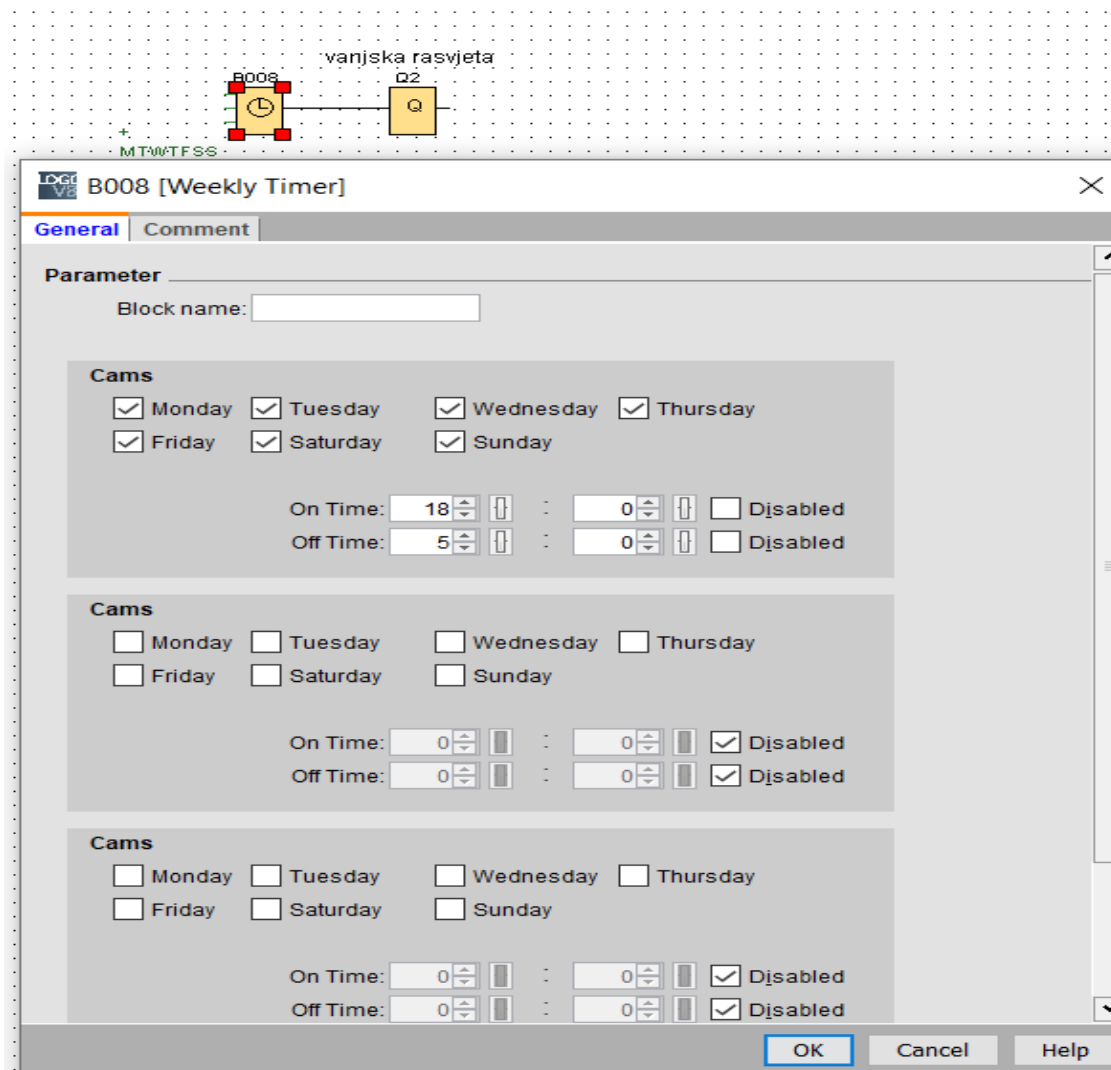 vanjska rasvjeta
B008 Q2
Q
+
MTWTFSS
LOGO V8 B008 [Weekly Timer]
General Comment
Parameter
Block name:
Cams
Monday Tuesday Wednesday Thursday
Friday Saturday Sunday
On Time: 18 : 0 Disabled
Off Time: 5 : 0 Disabled
Cams
Monday Tuesday Wednesday Thursday
Friday Saturday Sunday
On Time: 0 : 0 Disabled
Off Time: 0 : 0 Disabled
Cams
Monday Tuesday Wednesday Thursday
Friday Saturday Sunday
On Time: 0 : 0 Disabled
Off Time: 0 : 0 Disabled
OK Cancel Help